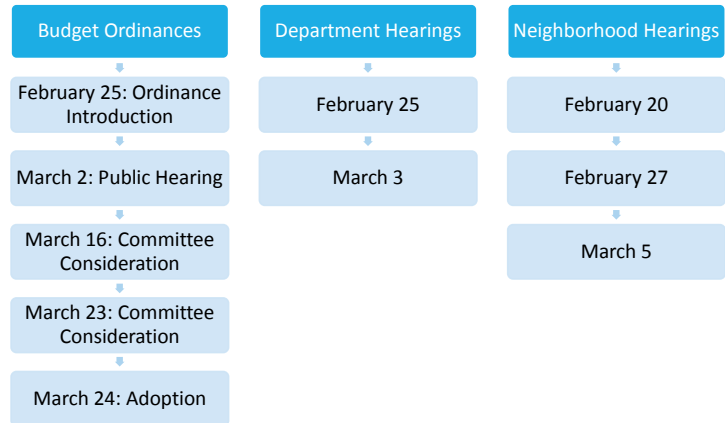 Budget Ordinances
February 25: Ordinance
Introduction
March 2: Public Hearing
March 16: Committee
Consideration
March 23: Committee
Consideration
March 24: Adoption
Department Hearings
February 25
March 3
Neighborhood Hearings
February 20
February 27
March 5